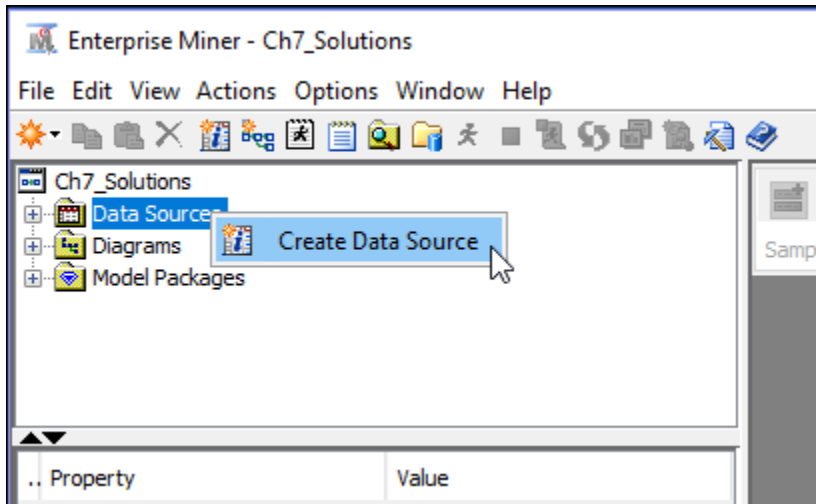 Enterprise Miner - Ch7_Solutions
File Edit View Actions Options Window Help
Ch7_Solutions
Data Sources
Create Data Source
Diagrams
Model Packages
Samp
.. Property Value